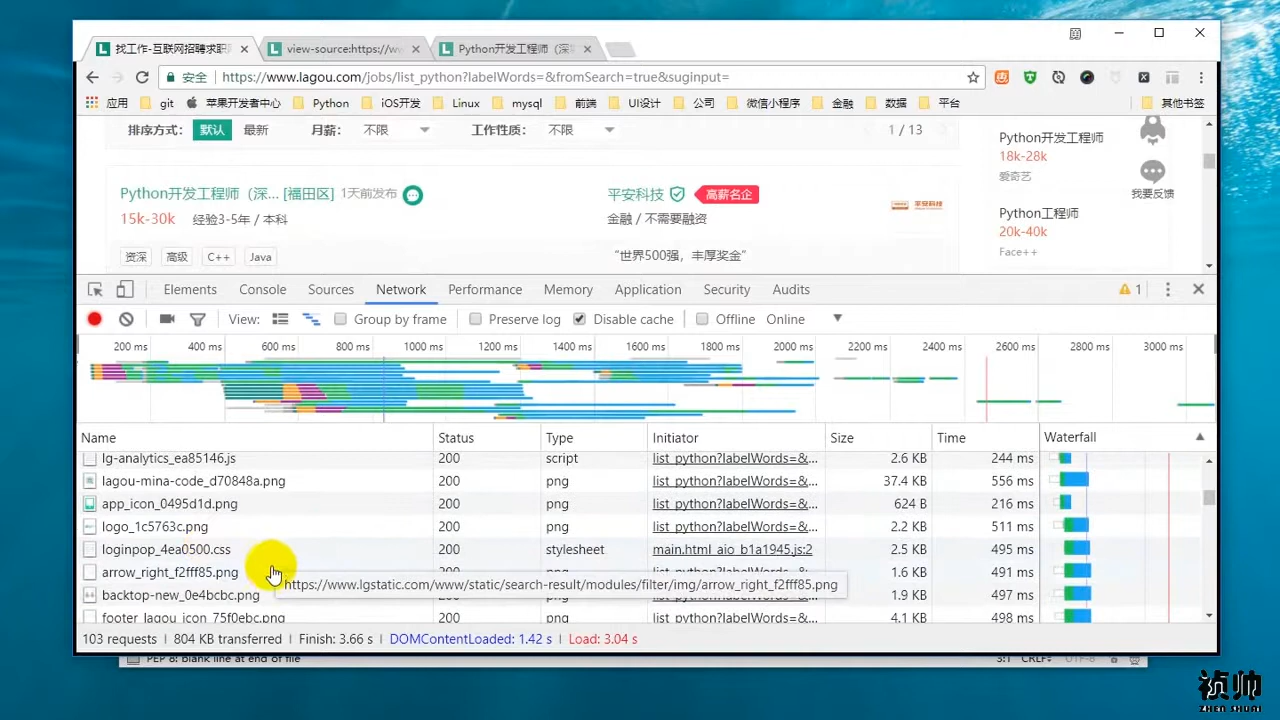 找工作-互联网招聘求职
view-source:https://w
Python开发工程师（深
安全
https://www.lagou.com/jobs/list_python?labelWords=&fromSearch=true&suginput=
应用 git 苹果开发者中心 Python iOS开发 Linux mysql 前端 UI设计 公司 微信小程序 金融 数据 平台 其他书签
排序方式： 默认 最新 月薪： 不限 工作性质： 不限 1 / 13
Python开发工程师（深... [福田区] 1天前发布
15k-30k 经验3-5年 / 本科
资深 高级 C++ Java
平安科技 高薪名企
金融 / 不需要融资
“世界500强，丰厚奖金”
平安科技
Python开发工程师
18k-28k
爱奇艺
Python工程师
20k-40k
Face++
我要反馈
Elements Console Sources Network Performance Memory Application Security Audits 1
View: Group by frame Preserve log Disable cache Offline Online
200 ms 400 ms 600 ms 800 ms 1000 ms 1200 ms 1400 ms 1600 ms 1800 ms 2000 ms 2200 ms 2400 ms 2600 ms 2800 ms 3000 ms
Name Status Type Initiator Size Time Waterfall
lg-analytics_ea85146.js 200 script list_python?labelWords=&... 2.6 KB 244 ms
lagou-mina-code_d70848a.png 200 png list_python?labelWords=&... 37.4 KB 556 ms
app_icon_0495d1d.png 200 png list_python?labelWords=&... 624 B 216 ms
logo_1c5763c.png 200 png list_python?labelWords=&... 2.2 KB 511 ms
loginpop_4ea0500.css 200 stylesheet main.html_aio_b1a1945.js:2 2.5 KB 495 ms
arrow_right_f2fff85.png 200 png list_python?labelWords=&... 1.6 KB 491 ms
https://www.lgstatic.com/www/static/search-result/modules/filter/img/arrow_right_f2fff85.png
backtop-new_0e4bcbc.png 200 png list_python?labelWords=&... 1.9 KB 497 ms
footer_lagou_icon_75f0ebc.png 200 png list_python?labelWords=&... 4.1 KB 498 ms
103 requests 804 KB transferred Finish: 3.66 s DOMContentLoaded: 1.42 s Load: 3.04 s
PEP 8: blank line at end of file 3:1 CRLF UTF-8
祯帅
ZHEN SHUAI